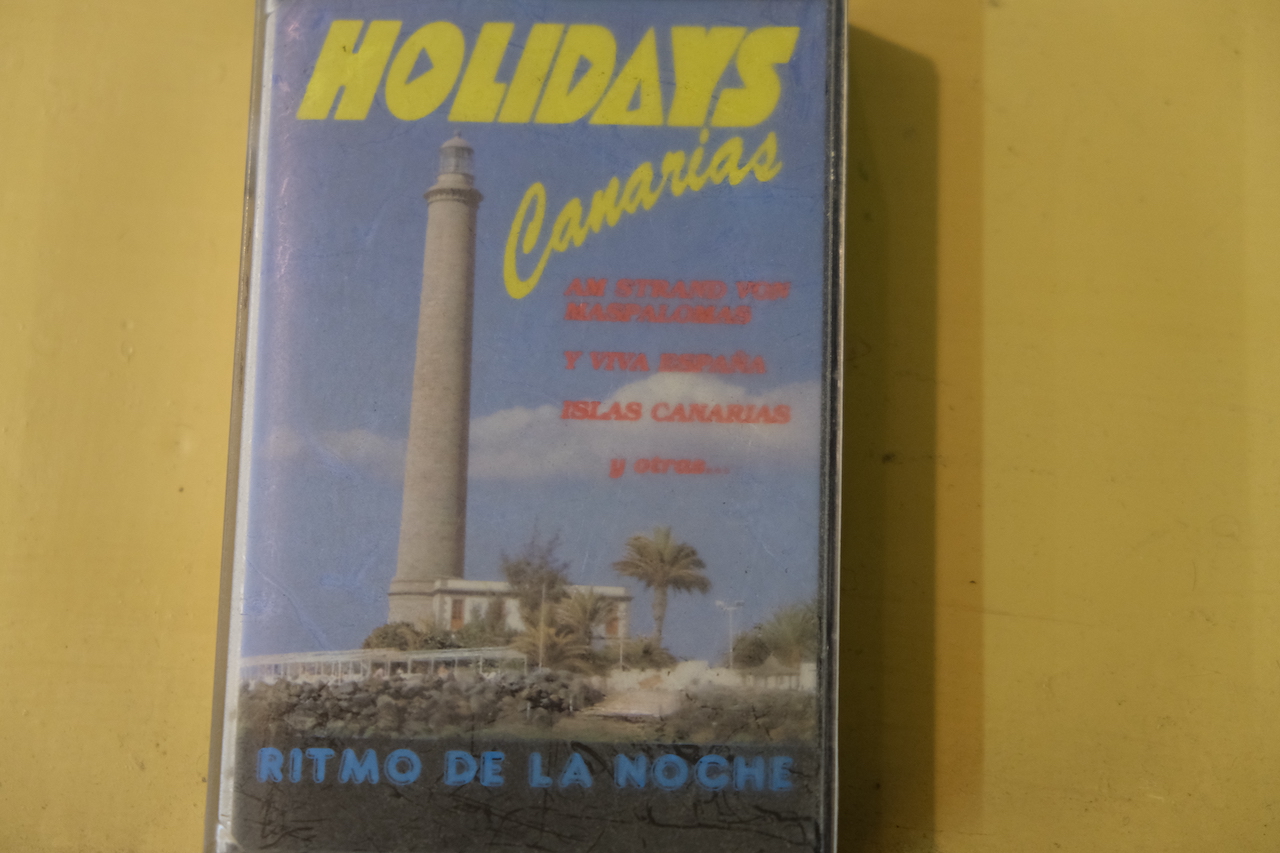 HOLIDAYS
Canarias
AM STRAND VON
MASPALOMAS
Y VIVA ESPAÑA
ISLAS CANARIAS
y otras...
RITMO DE LA NOCHE